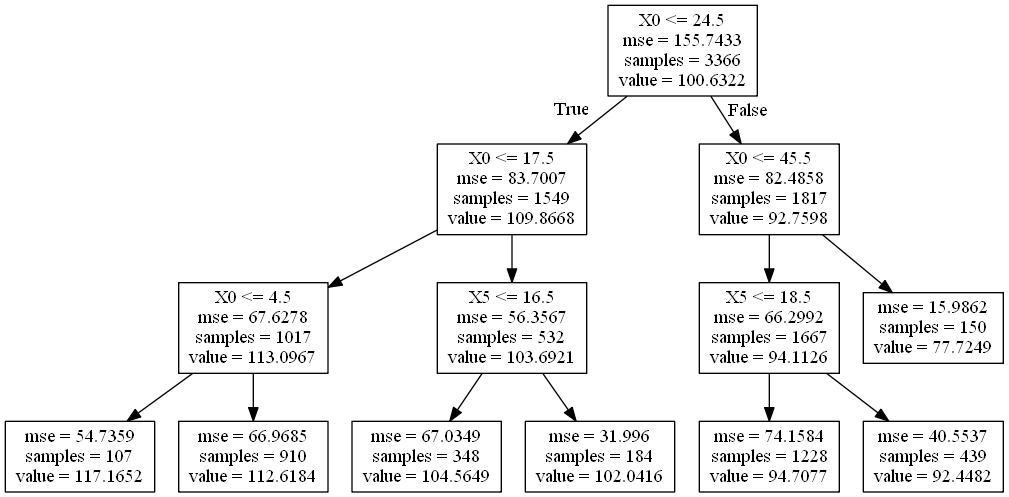 X0 <= 24.5
mse = 155.7433
samples = 3366
value = 100.6322
True
False
X0 <= 17.5
mse = 83.7007
samples = 1549
value = 109.8668
X0 <= 45.5
mse = 82.4858
samples = 1817
value = 92.7598
X0 <= 4.5
mse = 67.6278
samples = 1017
value = 113.0967
X5 <= 16.5
mse = 56.3567
samples = 532
value = 103.6921
X5 <= 18.5
mse = 66.2992
samples = 1667
value = 94.1126
mse = 15.9862
samples = 150
value = 77.7249
mse = 54.7359
samples = 107
value = 117.1652
mse = 66.9685
samples = 910
value = 112.6184
mse = 67.0349
samples = 348
value = 104.5649
mse = 31.996
samples = 184
value = 102.0416
mse = 74.1584
samples = 1228
value = 94.7077
mse = 40.5537
samples = 439
value = 92.4482